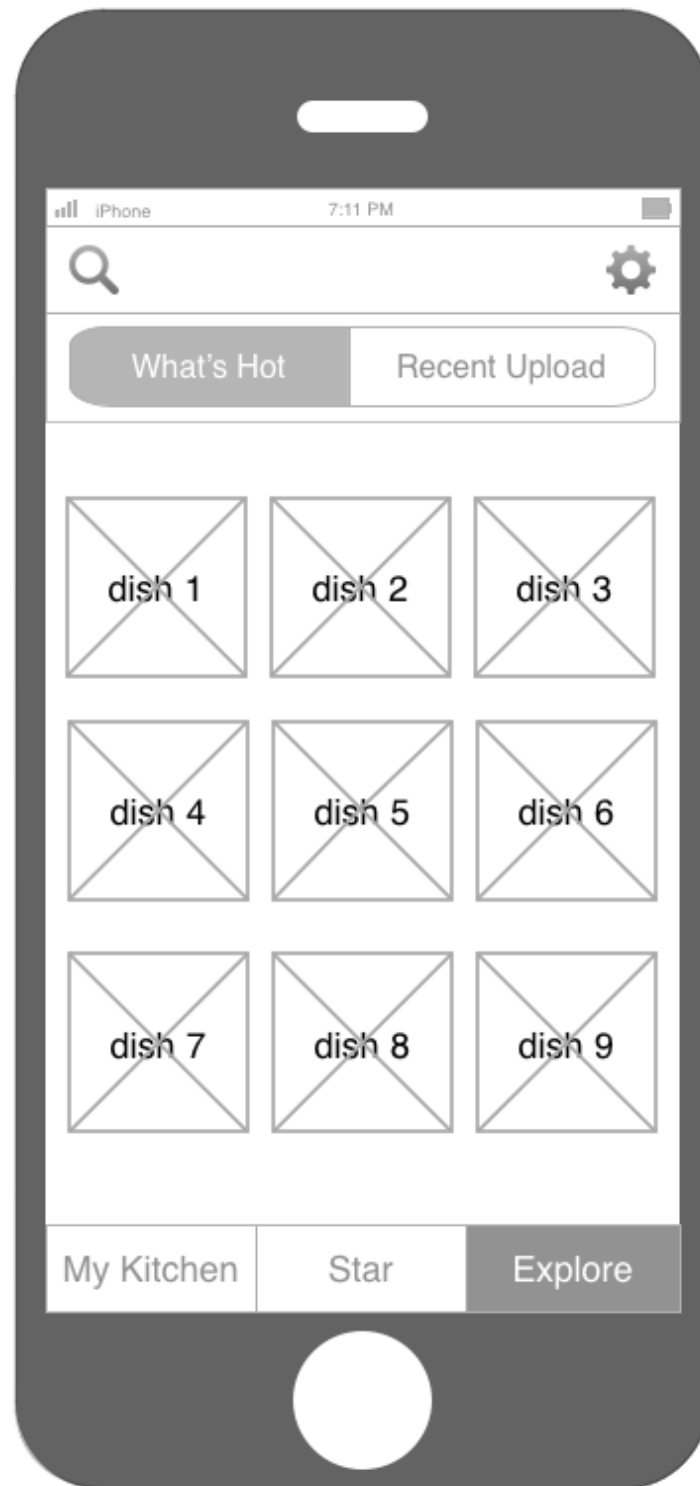 iPhone 7:11 PM
What's Hot Recent Upload
dish 1 dish 2 dish 3
dish 4 dish 5 dish 6
dish 7 dish 8 dish 9
My Kitchen Star Explore